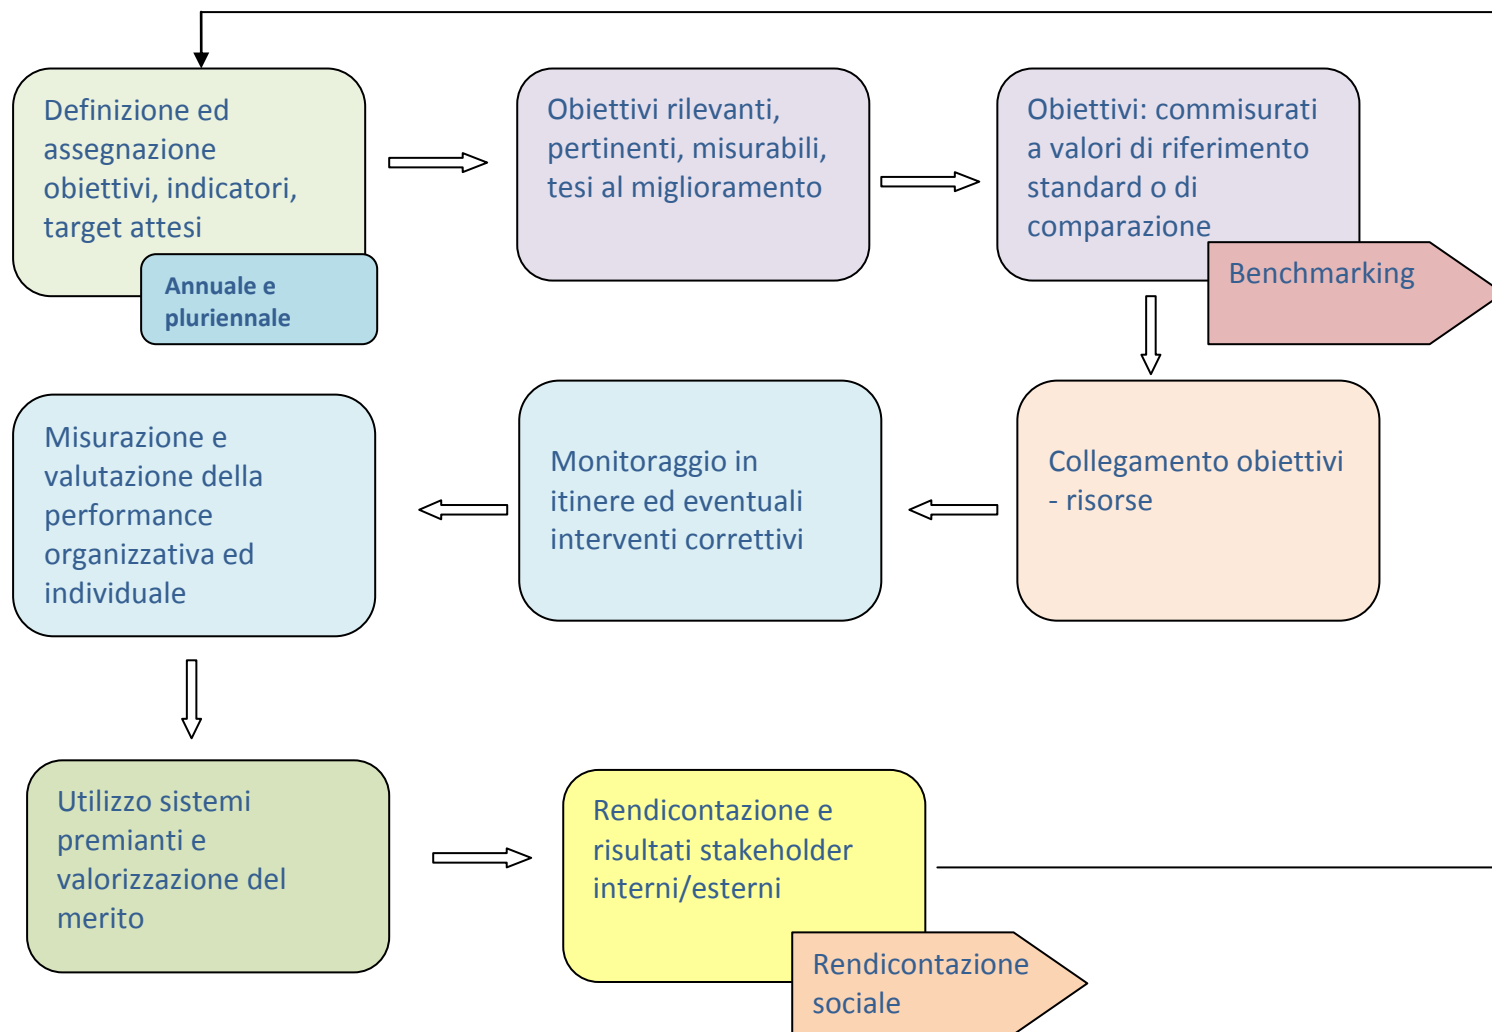 Definizione ed
assegnazione
obiettivi, indicatori,
target attesi
Annuale e
pluriennale
Obiettivi rilevanti,
pertinenti, misurabili,
tesi al miglioramento
Obiettivi: commisurati
a valori di riferimento
standard o di
comparazione
Benchmarking
Collegamento obiettivi
- risorse
Monitoraggio in
itinere ed eventuali
interventi correttivi
Misurazione e
valutazione della
performance
organizzativa ed
individuale
Utilizzo sistemi
premianti e
valorizzazione del
merito
Rendicontazione e
risultati stakeholder
interni/esterni
Rendicontazione
sociale